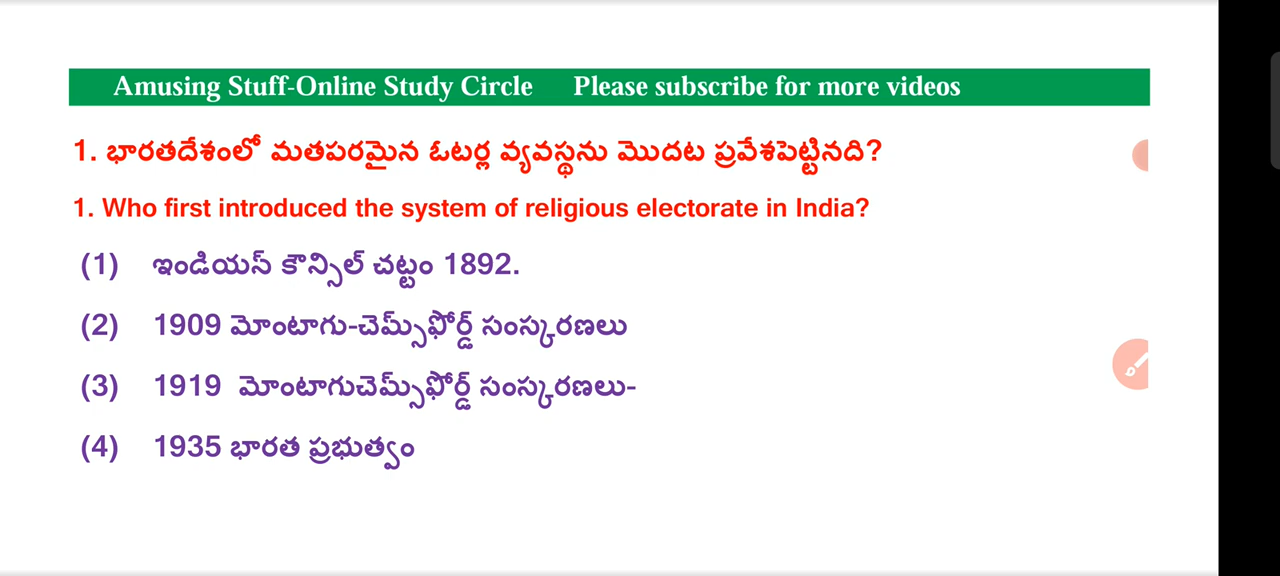 Amusing Stuff-Online Study Circle Please subscribe for more videos
1. భారతదేశంలో మతపరమైన ఓటర్ల వ్యవస్థను మొదట ప్రవేశపెట్టినది?
1. Who first introduced the system of religious electorate in India?
(1) ఇండియస్ కౌన్సిల్ చట్టం 1892.
(2) 1909 మోంటాగు-చెమ్స్‌ఫోర్డ్ సంస్కరణలు
(3) 1919 మోంటాగుచెమ్స్‌ఫోర్డ్ సంస్కరణలు-
(4) 1935 భారత ప్రభుత్వం